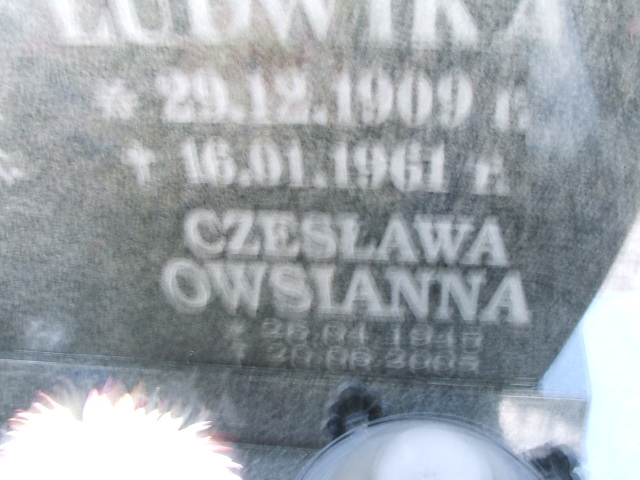 LUDWIKA
* 29.12.1909 r.
† 16.01.1961 r.
CZESŁAWA
OWSIANNA